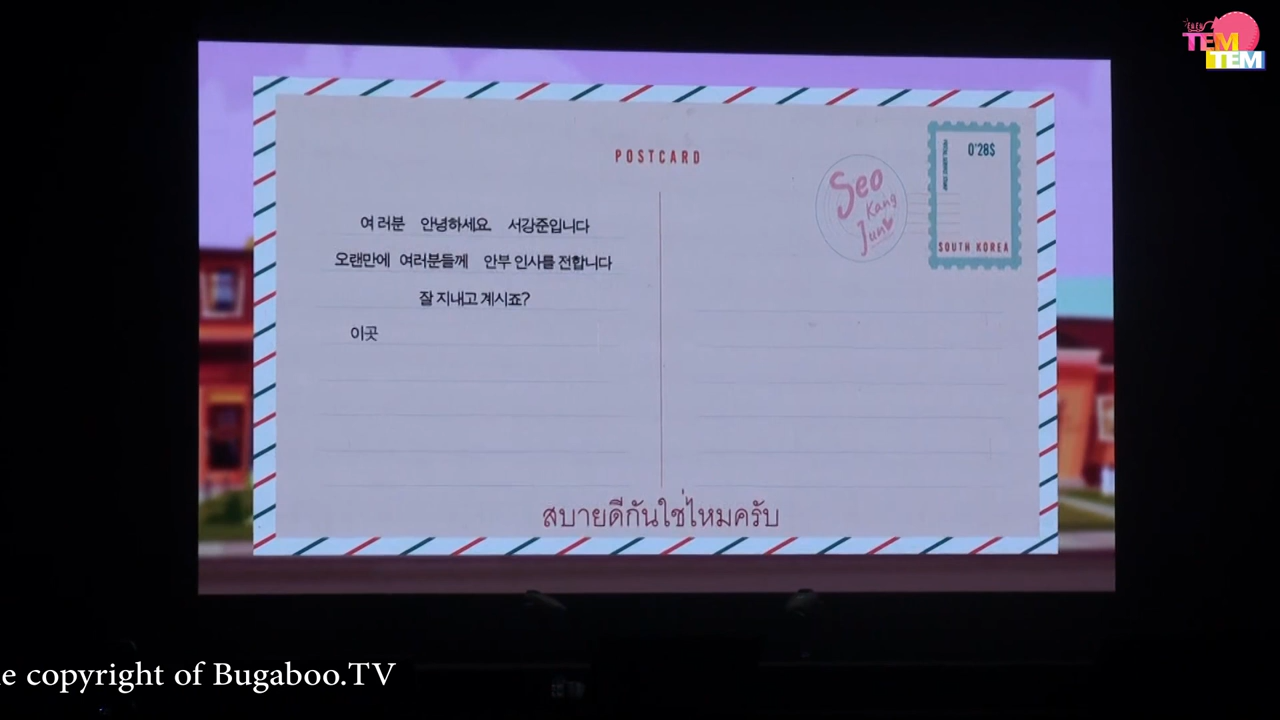 TEM
TEM
POSTCARD
0'28$
Seo
Kang
Jun
SOUTH KOREA
여러분 안녕하세요. 서강준입니다
오랜만에 여러분들께 안부 인사를 전합니다
잘 지내고 계시죠?
이곳
สบายดีกันใช่ไหมครับ
e copyright of Bugaboo.TV